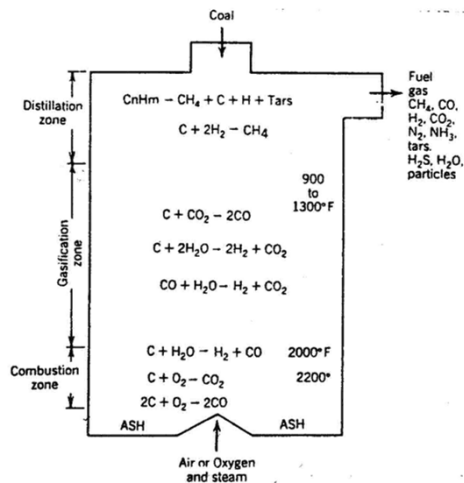 Coal
Distillation
zone
CnHm – CH₄ + C + H + Tars
C + 2H₂ – CH₄
Fuel
gas
CH₄, CO,
H₂, CO₂,
N₂, NH₃,
tars.
H₂S, H₂O,
particles
900
to
1300°F
Gasification
zone
C + CO₂ – 2CO
C + 2H₂O – 2H₂ + CO₂
CO + H₂O – H₂ + CO₂
C + H₂O – H₂ + CO 2000°F
Combustion
zone
C + O₂ – CO₂ 2200°
2C + O₂ – 2CO
ASH ASH
Air or Oxygen
and steam